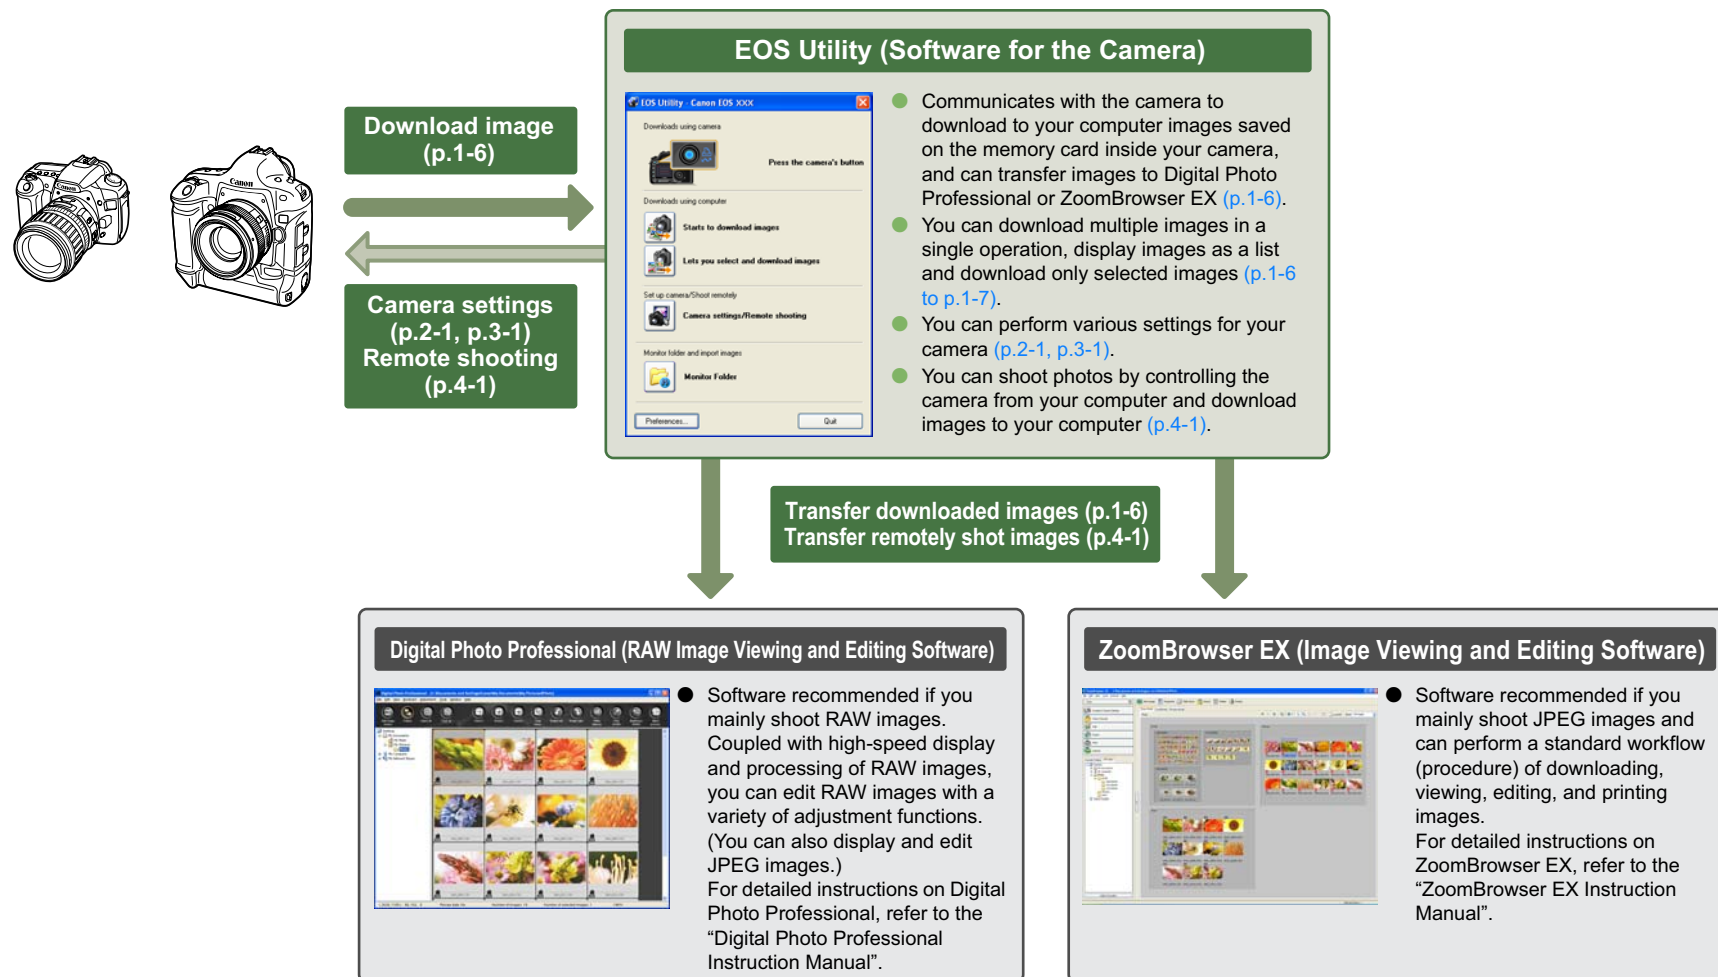 EOS Utility (Software for the Camera)
Download image
(p.1-6)
Camera settings
(p.2-1, p.3-1)
Remote shooting
(p.4-1)
Canon
Canon
EOS Utility - Canon EOS XXX
Downloads using camera
Press the camera's button
Downloads using computer
Starts to download images
Lets you select and download images
Set up camera/Shoot remotely
Camera settings/Remote shooting
Monitor folder and import images
Monitor Folder
Preferences...
Quit
Communicates with the camera to
download to your computer images saved
on the memory card inside your camera,
and can transfer images to Digital Photo
Professional or ZoomBrowser EX (p.1-6).
You can download multiple images in a
single operation, display images as a list
and download only selected images (p.1-6
to p.1-7).
You can perform various settings for your
camera (p.2-1, p.3-1).
You can shoot photos by controlling the
camera from your computer and download
images to your computer (p.4-1).
Transfer downloaded images (p.1-6)
Transfer remotely shot images (p.4-1)
Digital Photo Professional (RAW Image Viewing and Editing Software)
Software recommended if you
mainly shoot RAW images.
Coupled with high-speed display
and processing of RAW images,
you can edit RAW images with a
variety of adjustment functions.
(You can also display and edit
JPEG images.)
For detailed instructions on Digital
Photo Professional, refer to the
“Digital Photo Professional
Instruction Manual”.
ZoomBrowser EX (Image Viewing and Editing Software)
Software recommended if you
mainly shoot JPEG images and
can perform a standard workflow
(procedure) of downloading,
viewing, editing, and printing
images.
For detailed instructions on
ZoomBrowser EX, refer to the
“ZoomBrowser EX Instruction
Manual”.